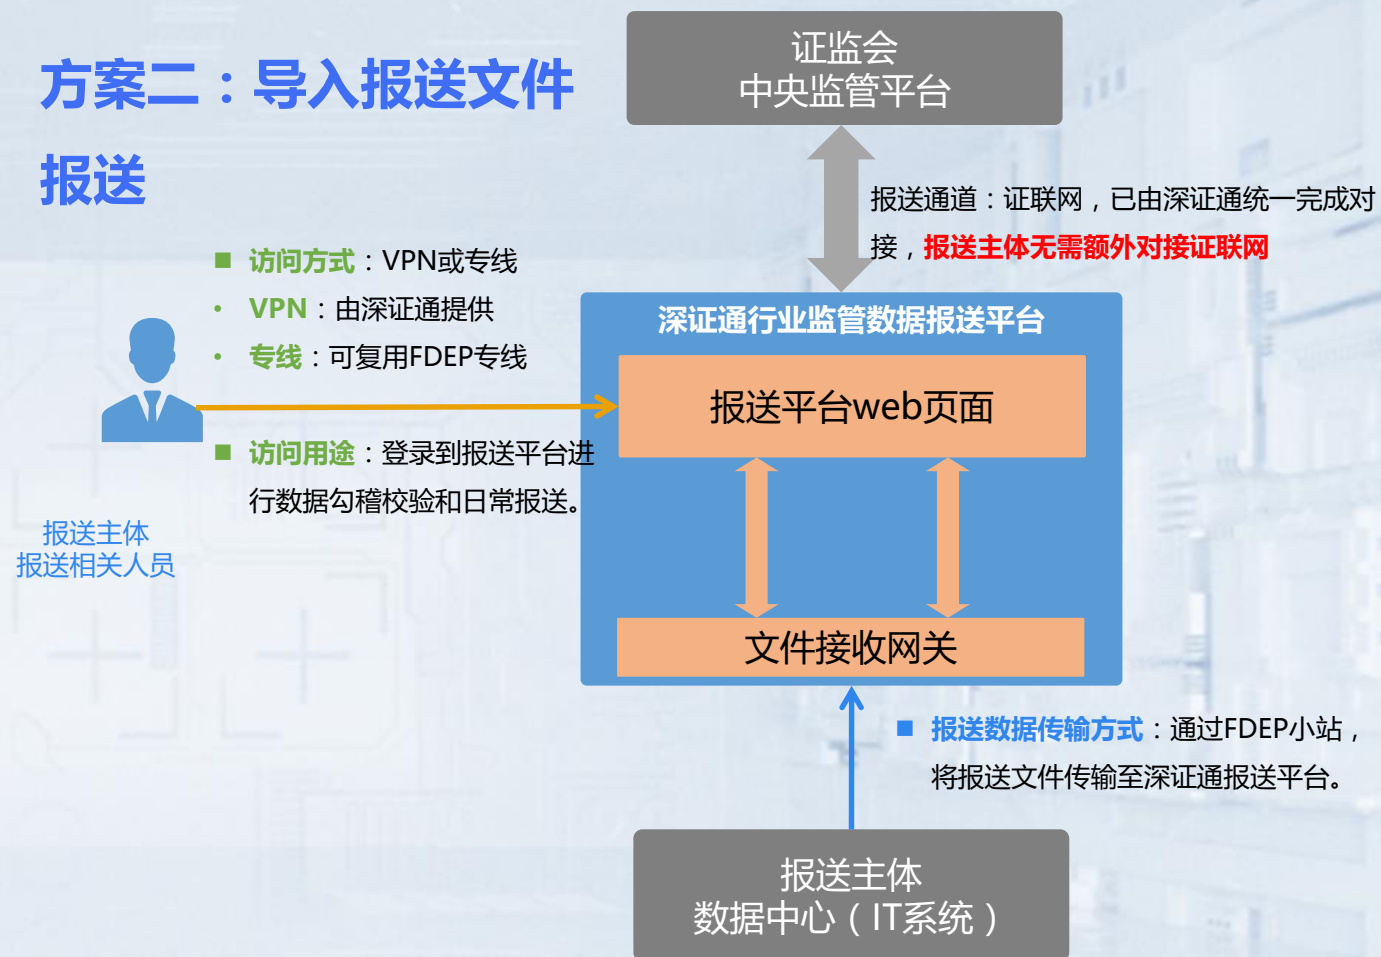 方案二：导入报送文件
报送
证监会
中央监管平台
报送通道：证联网，已由深证通统一完成对
接，报送主体无需额外对接证联网
■ 访问方式：VPN或专线
• VPN：由深证通提供
• 专线：可复用FDEP专线
■ 访问用途：登录到报送平台进
行数据勾稽校验和日常报送。
报送主体
报送相关人员
深证通行业监管数据报送平台
报送平台web页面
文件接收网关
■ 报送数据传输方式：通过FDEP小站，
将报送文件传输至深证通报送平台。
报送主体
数据中心（IT系统）